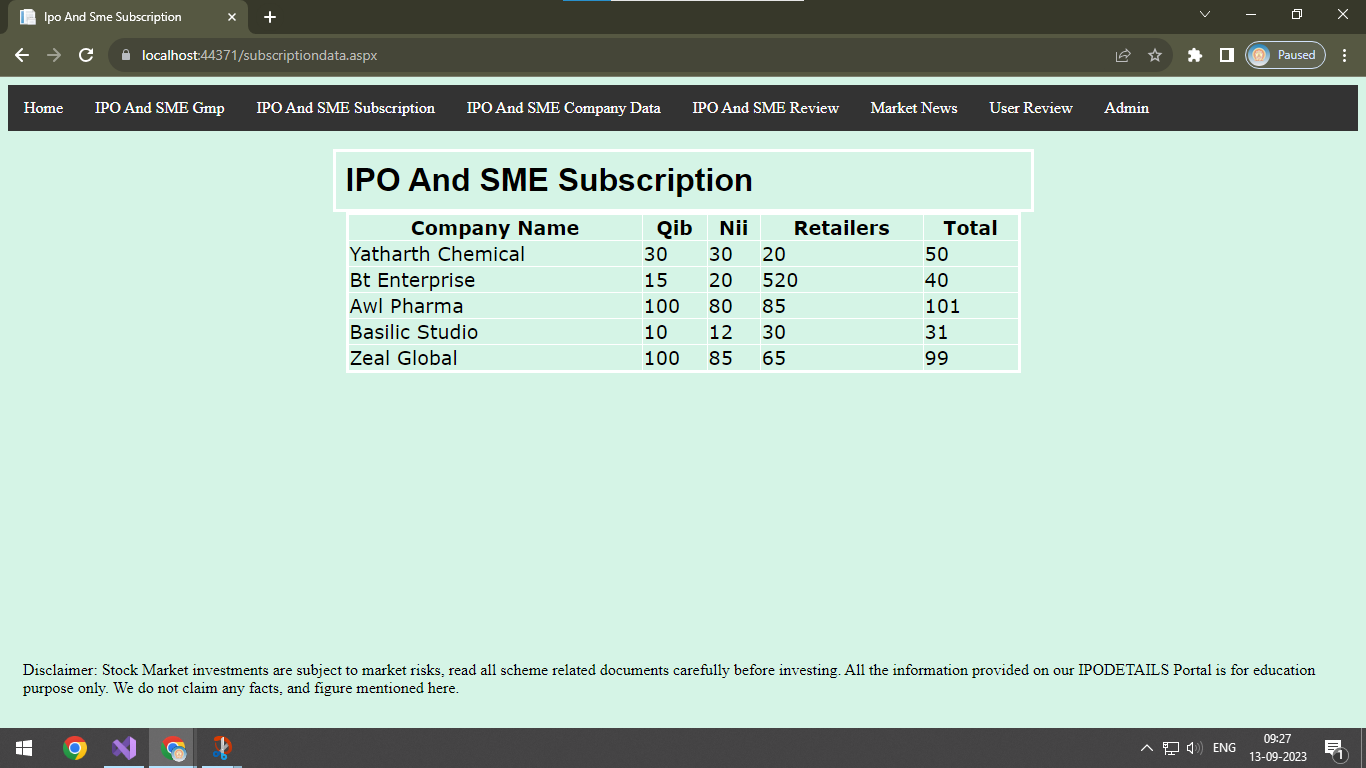 Ipo And Sme Subscription
localhost:44371/subscriptiondata.aspx
Paused
Home IPO And SME Gmp IPO And SME Subscription IPO And SME Company Data IPO And SME Review Market News User Review Admin
IPO And SME Subscription
Company Name Qib Nii Retailers Total
Yatharth Chemical 30 30 20 50
Bt Enterprise 15 20 520 40
Awl Pharma 100 80 85 101
Basilic Studio 10 12 30 31
Zeal Global 100 85 65 99
Disclaimer: Stock Market investments are subject to market risks, read all scheme related documents carefully before investing. All the information provided on our IPODETAILS Portal is for education
purpose only. We do not claim any facts, and figure mentioned here.
ENG
09:27
13-09-2023
1